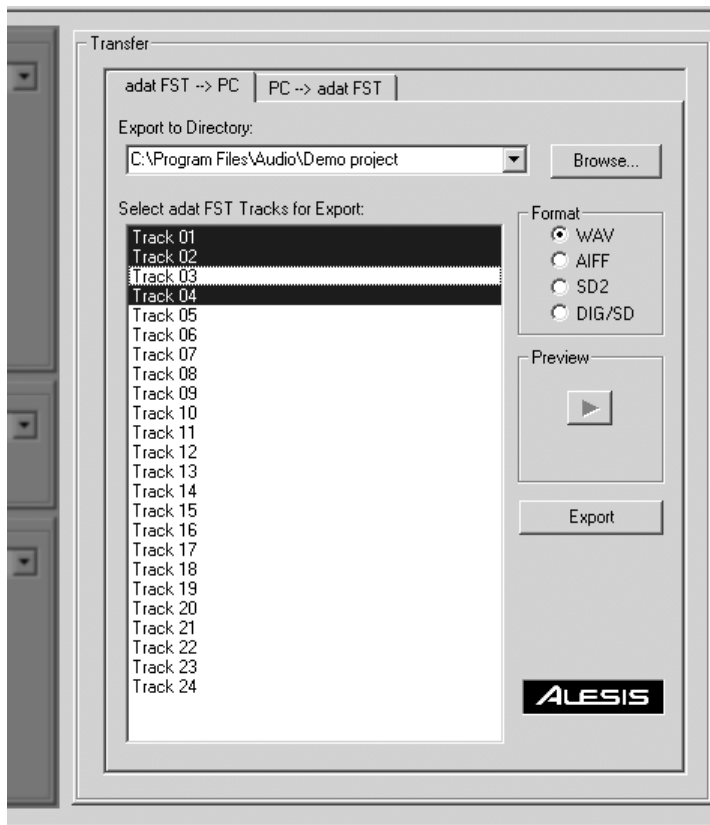 Transfer
adat FST --> PC
PC --> adat FST
Export to Directory:
C:\Program Files\Audio\Demo project
Browse...
Select adat FST Tracks for Export:
Track 01
Track 02
Track 03
Track 04
Track 05
Track 06
Track 07
Track 08
Track 09
Track 10
Track 11
Track 12
Track 13
Track 14
Track 15
Track 16
Track 17
Track 18
Track 19
Track 20
Track 21
Track 22
Track 23
Track 24
Format
WAV
AIFF
SD2
DIG/SD
Preview
Export
ALESIS